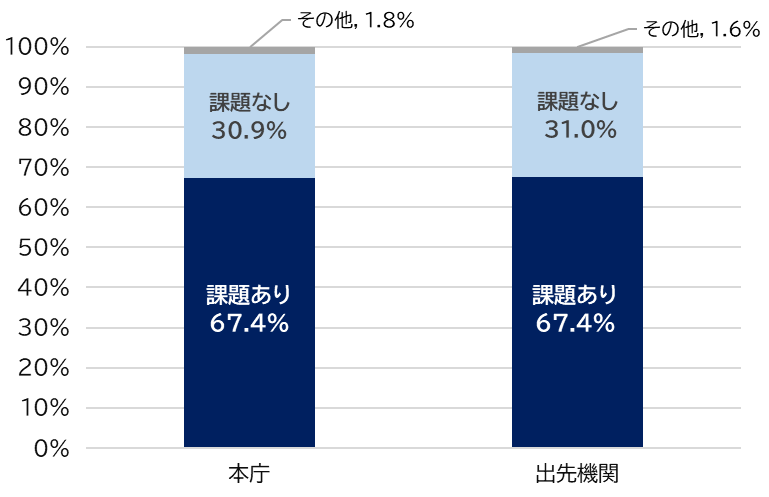 その他, 1.8%
その他, 1.6%
100%
90%
80%
70%
60%
50%
40%
30%
20%
10%
0%
課題なし
30.9%
課題あり
67.4%
課題なし
31.0%
課題あり
67.4%
本庁
出先機関